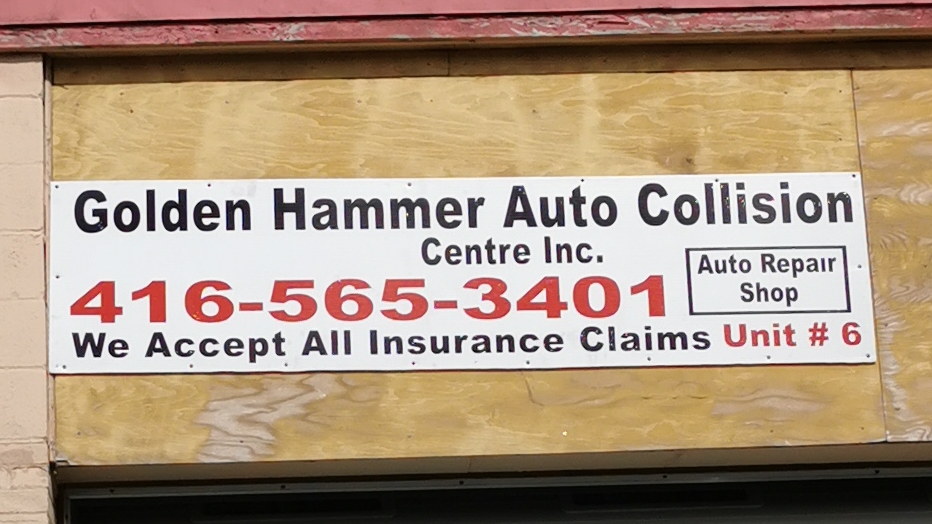 Golden Hammer Auto Collision
Centre Inc.
416-565-3401
Auto Repair
Shop
We Accept All Insurance Claims Unit # 6